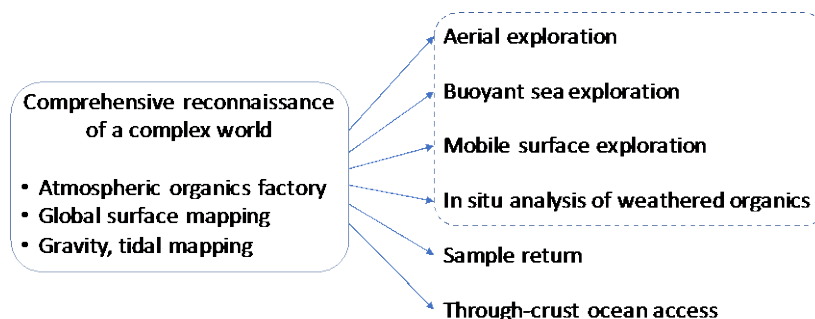 Comprehensive reconnaissance
of a complex world
• Atmospheric organics factory
• Global surface mapping
• Gravity, tidal mapping
Aerial exploration
Buoyant sea exploration
Mobile surface exploration
In situ analysis of weathered organics
Sample return
Through-crust ocean access